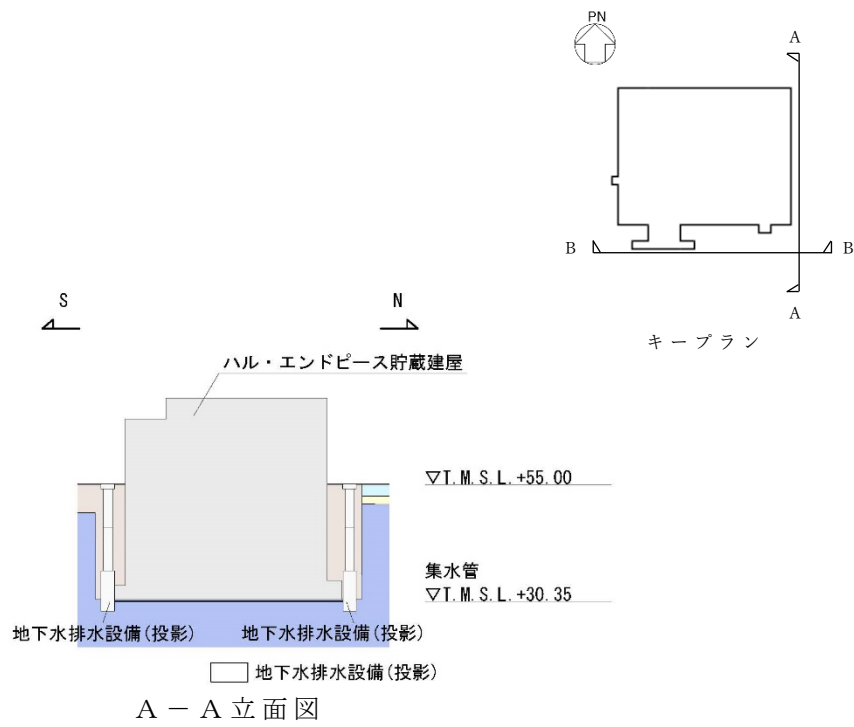 PN
A
B B
A
キープラン
S N
ハル・エンドピース貯蔵建屋
▽T.M.S.L.+55.00
集水管
▽T.M.S.L.+30.35
地下水排水設備(投影) 地下水排水設備(投影)
地下水排水設備(投影)
A－A立面図